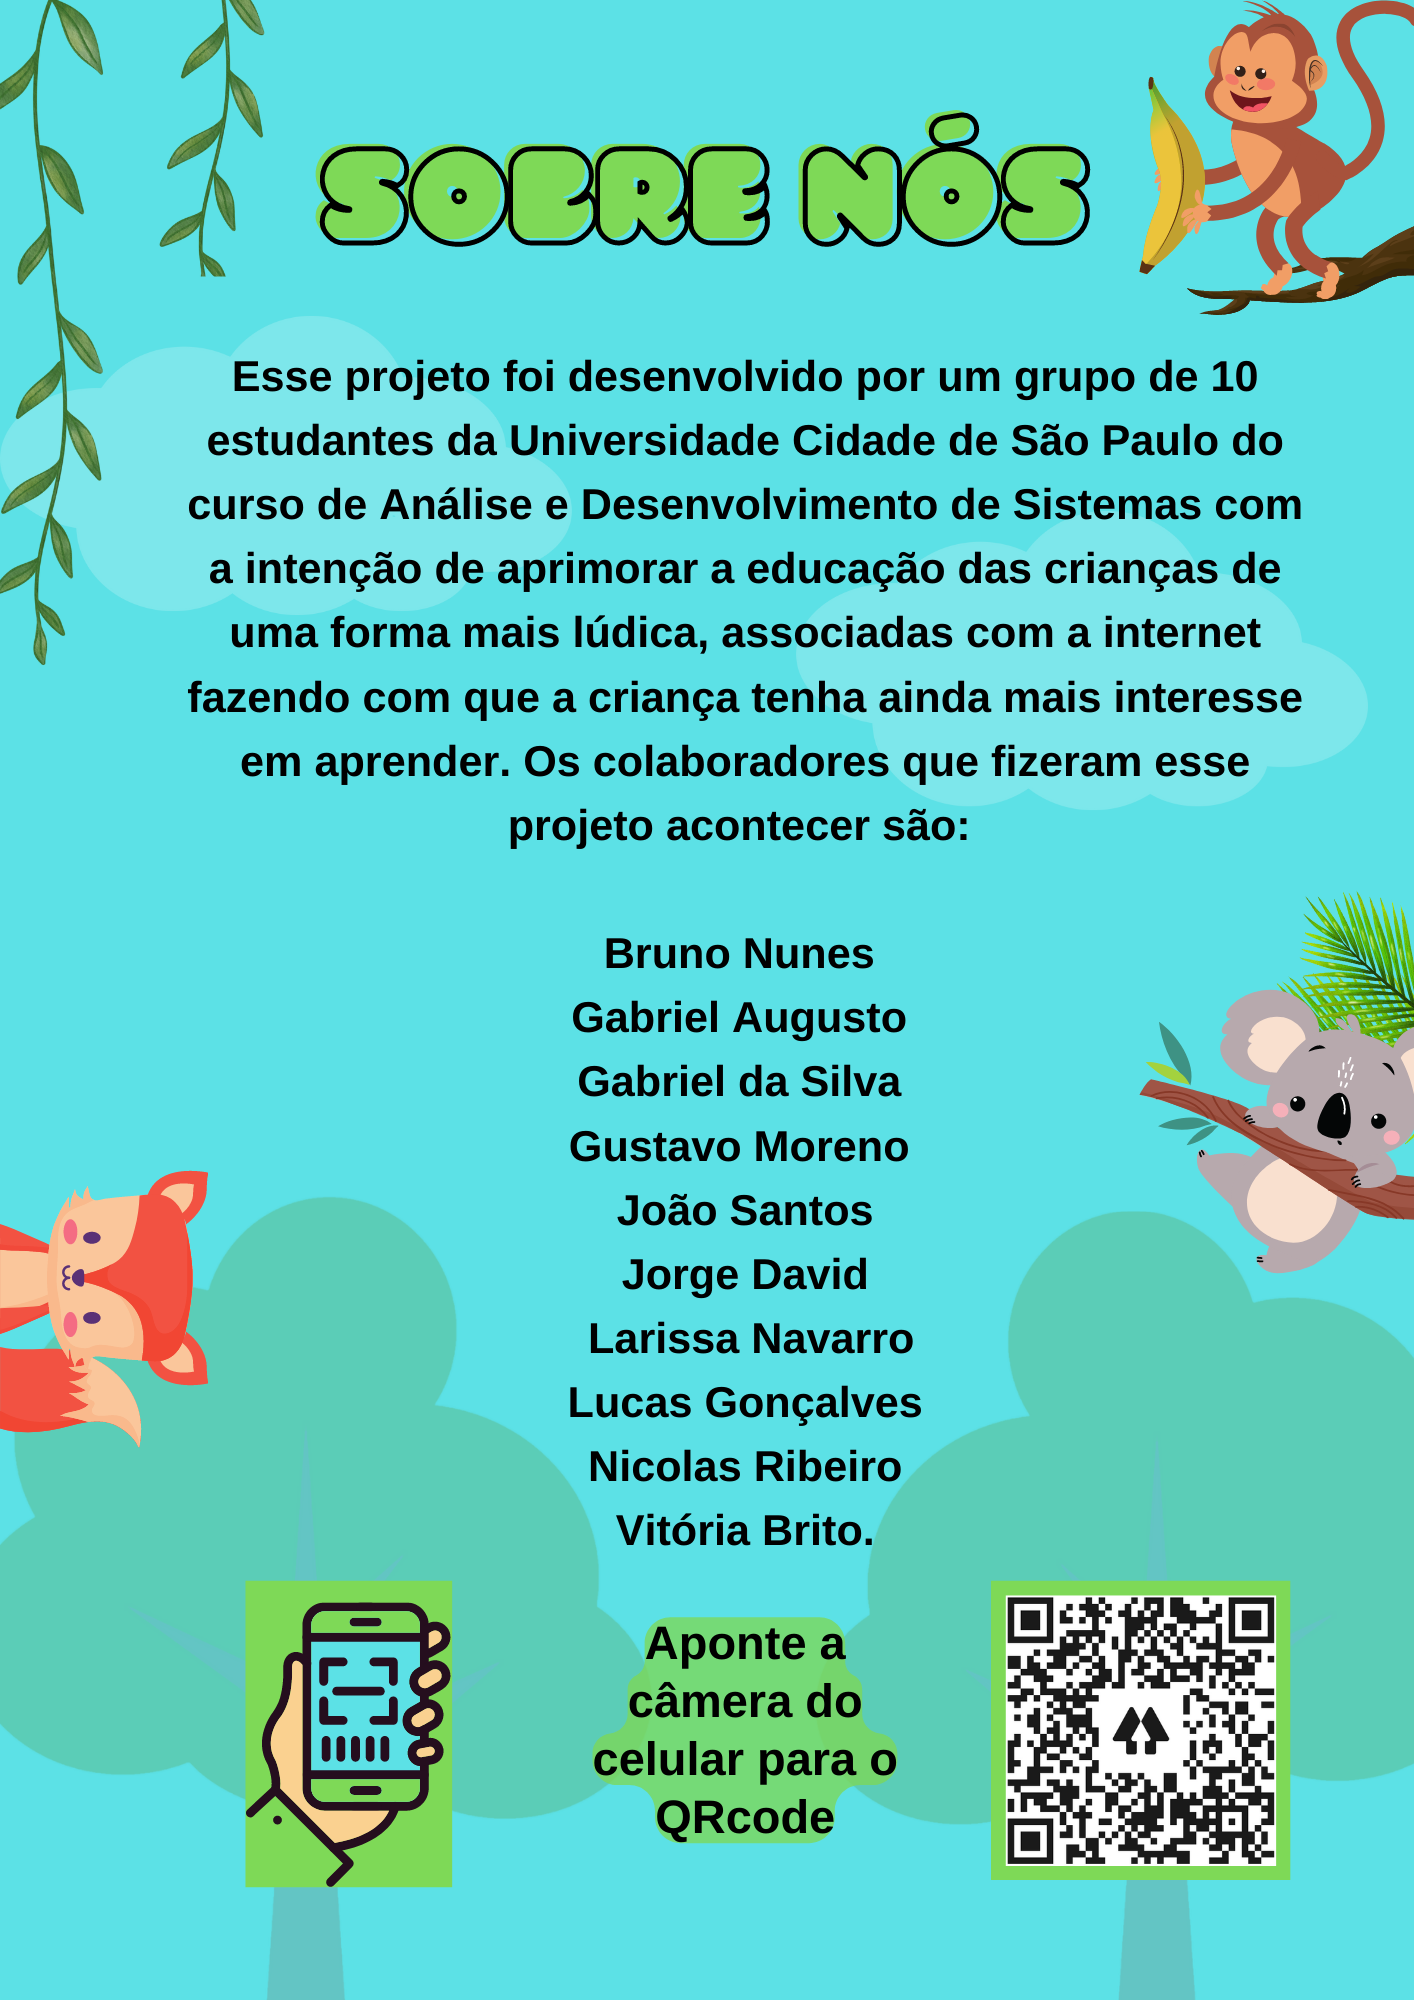 SOBRE NÓS
Esse projeto foi desenvolvido por um grupo de 10
estudantes da Universidade Cidade de São Paulo do
curso de Análise e Desenvolvimento de Sistemas com
a intenção de aprimorar a educação das crianças de
uma forma mais lúdica, associadas com a internet
fazendo com que a criança tenha ainda mais interesse
em aprender. Os colaboradores que fizeram esse
projeto acontecer são:
Bruno Nunes
Gabriel Augusto
Gabriel da Silva
Gustavo Moreno
João Santos
Jorge David
Larissa Navarro
Lucas Gonçalves
Nicolas Ribeiro
Vitória Brito.
Aponte a
câmera do
celular para o
QRcode